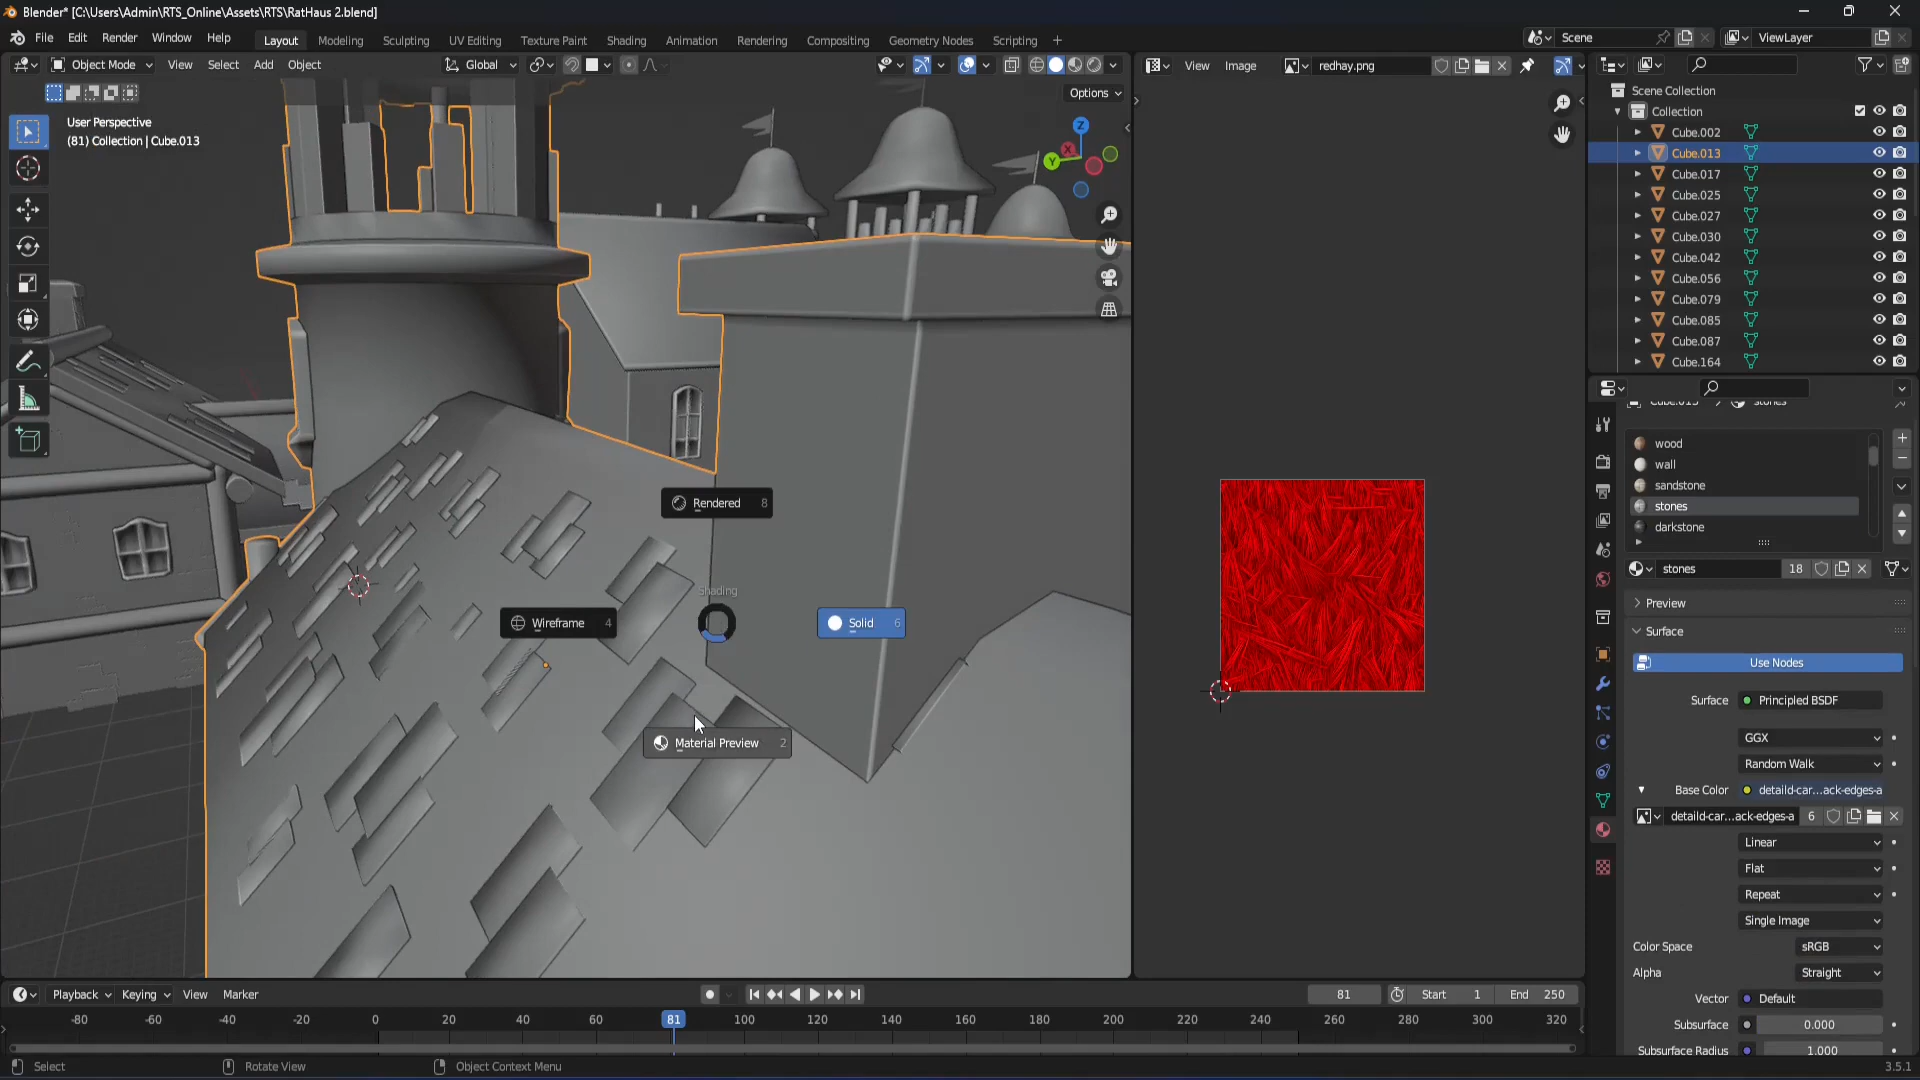 Blender* [C:\Users\Admin\RTS_Online\Assets\RTS\RatHaus 2.blend]
File Edit Render Window Help
Layout Modeling Sculpting UV Editing Texture Paint Shading Animation Rendering Compositing Geometry Nodes Scripting +
Scene
ViewLayer
Object Mode View Select Add Object
Global
Options
User Perspective
(81) Collection | Cube.013
Z
Y
X
Rendered 8
Shading
Wireframe 4
Solid 6
Material Preview 2
View Image
redhay.png
Scene Collection
Collection
Cube.002
Cube.013
Cube.017
Cube.025
Cube.027
Cube.030
Cube.042
Cube.056
Cube.079
Cube.085
Cube.087
Cube.164
Cube.013 stones
wood
wall
sandstone
stones
darkstone
stones 18
Preview
Surface
Use Nodes
Surface Principled BSDF
GGX
Random Walk
Base Color detaild-car...ack-edges-a
detaild-car...ack-edges-a 6
Linear
Flat
Repeat
Single Image
Color Space sRGB
Alpha Straight
Vector Default
Subsurface 0.000
Subsurface Radius 1.000
Playback Keying View Marker
81 Start 1 End 250
-80 -60 -40 -20 0 20 40 60 81 100 120 140 160 180 200 220 240 260 280 300 320
Select Rotate View Object Context Menu 3.5.1